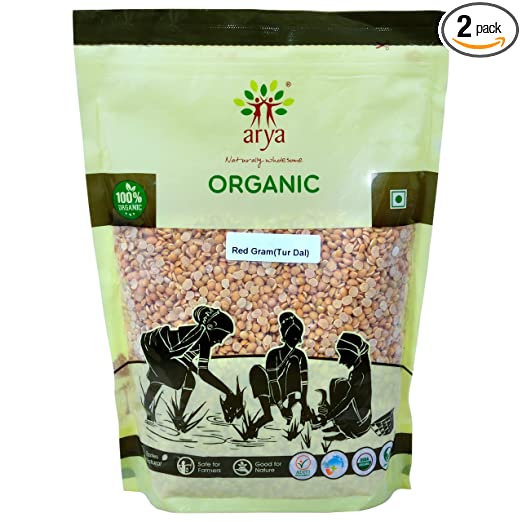 2
pack
arya®
Naturally wholesome
ORGANIC
100%
ORGANIC
Red Gram(Tur Dal)
Safe for
Farmers
Good for
Nature